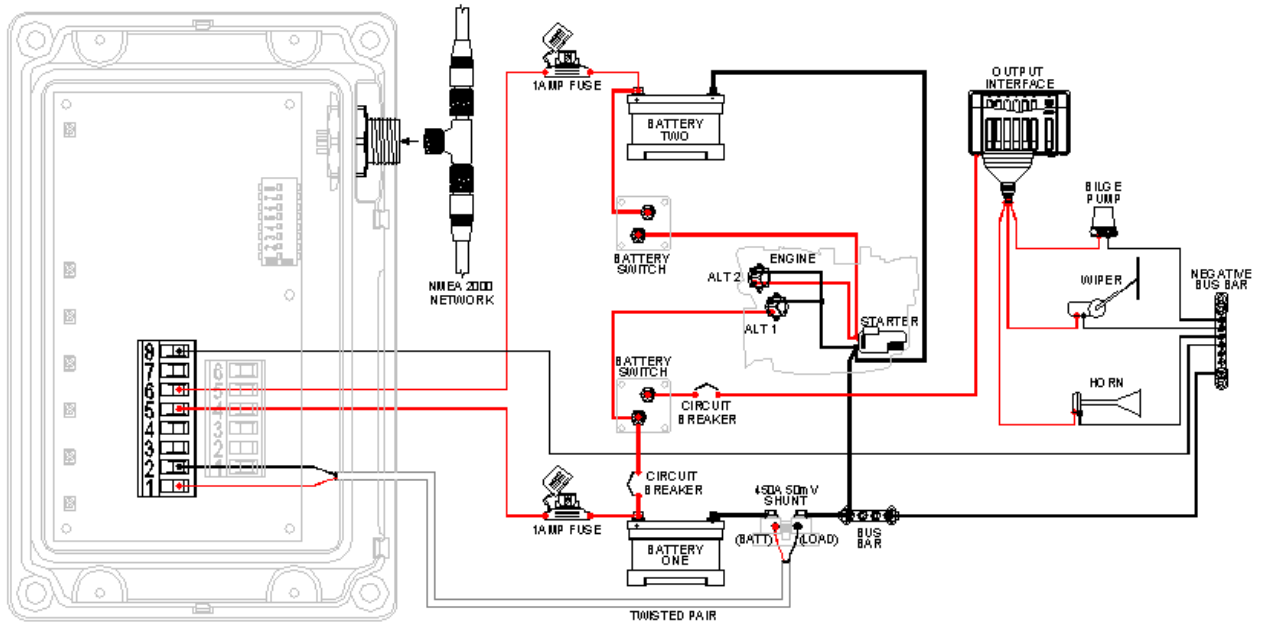 1AMP FUSE
BATTERY
TWO
OUTPUT
INTERFACE
BILGE
PUMP
BATTERY
SWITCH
ENGINE
ALT 2
ALT 1
STARTER
WIPER
NEGATIVE
BUS BAR
NMEA 2000
NETWORK
BATTERY
SWITCH
CIRCUIT
BREAKER
HORN
8
7
6
5
4
3
2
1
6
5
4
3
2
1
CIRCUIT
BREAKER
450A 50mV
SHUNT
1AMP FUSE
BATTERY
ONE
(BATT)
(LOAD)
BUS
BAR
TWISTED PAIR